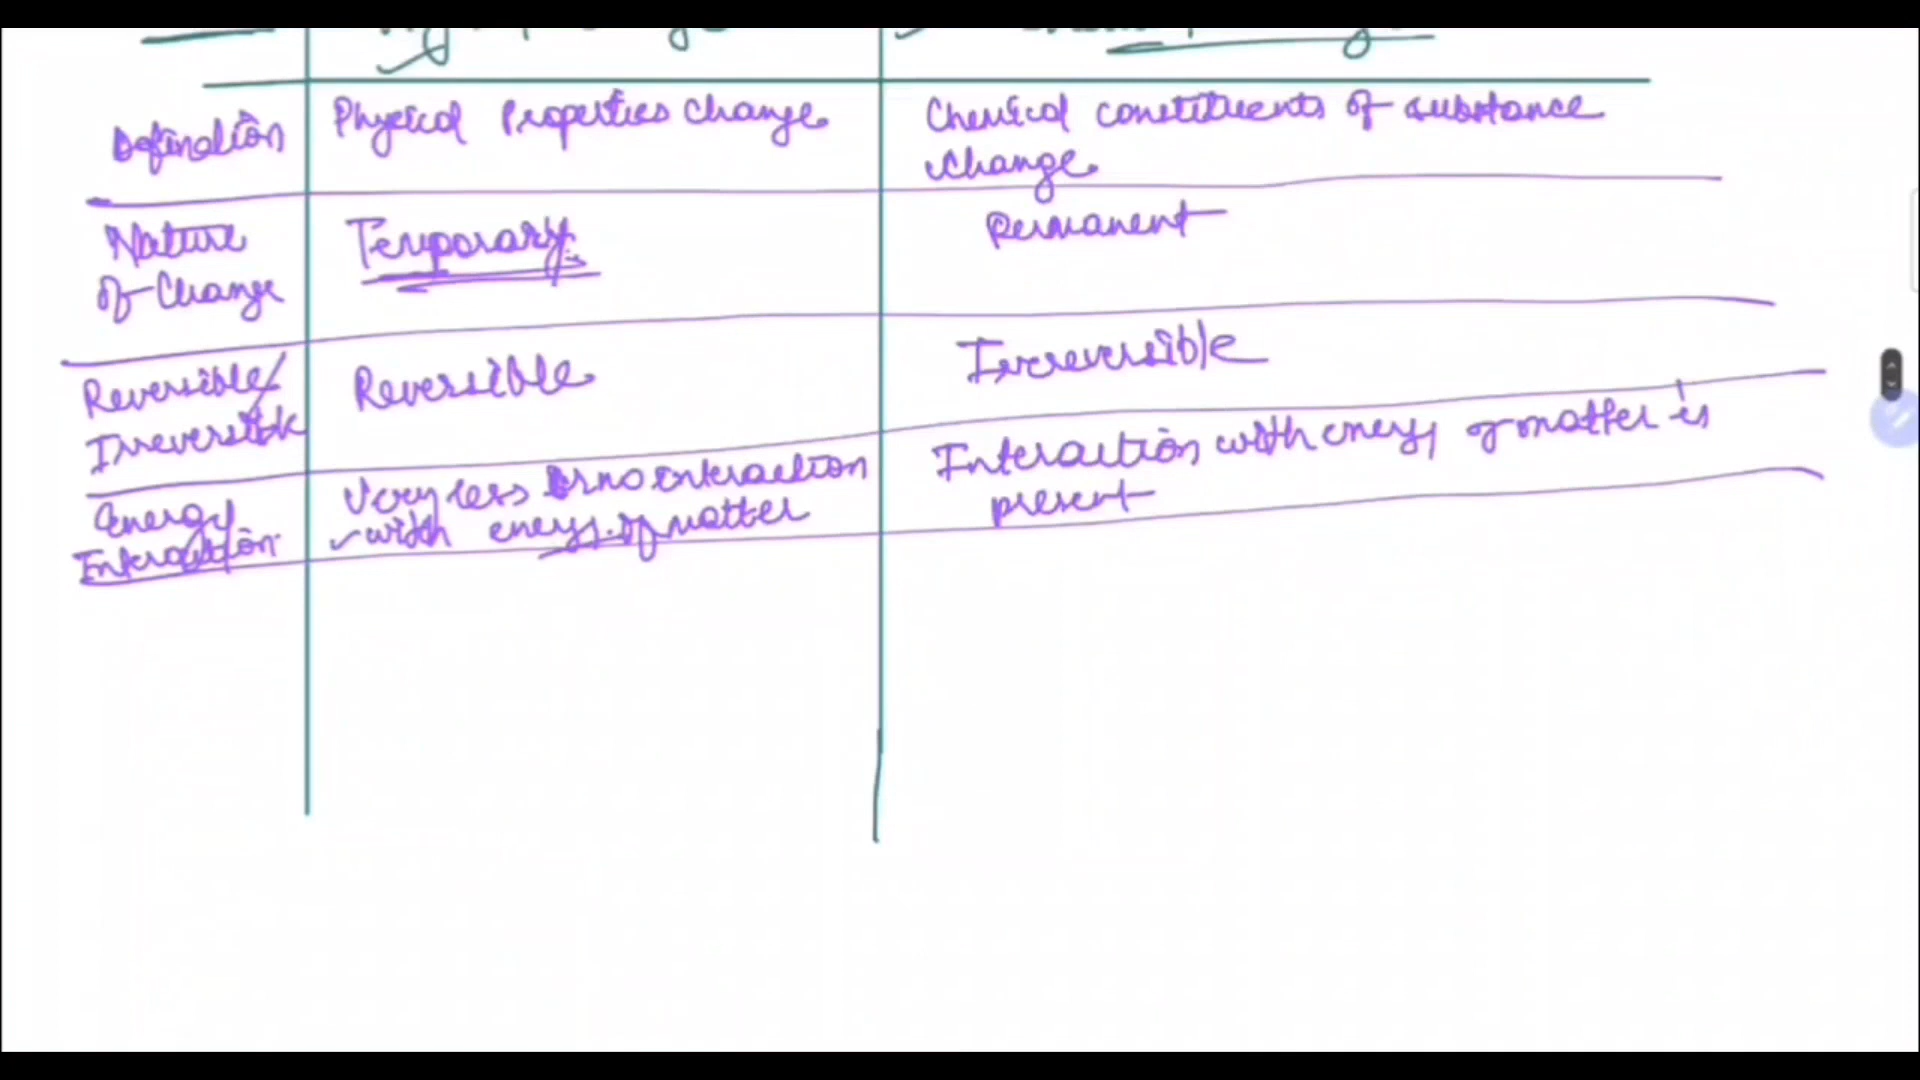 Defination
Physical Properties Change.
Chemical constituents of substance
change.
Nature
of Change
Temporary
Permanent
Reversible/
Irreversible
Reversible
Irreversible
Energy
Interaction
Very less or no interaction
with energy of matter
Interaction with energy of matter is
present